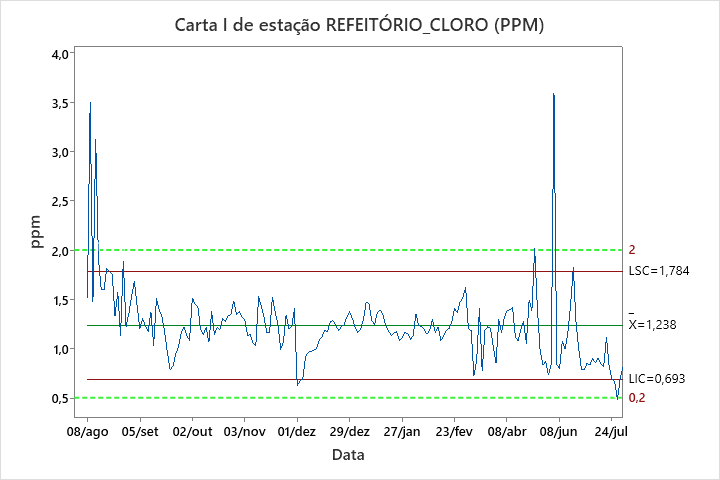 Carta I de estação REFEITÓRIO_CLORO (PPM)
4,0
3,5
3,0
2,5
2,0
1,5
1,0
0,5
ppm
2
LSC=1,784
_
X=1,238
LIC=0,693
0,2
08/ago 05/set 02/out 03/nov 01/dez 29/dez 27/jan 23/fev 08/abr 08/jun 24/jul
Data